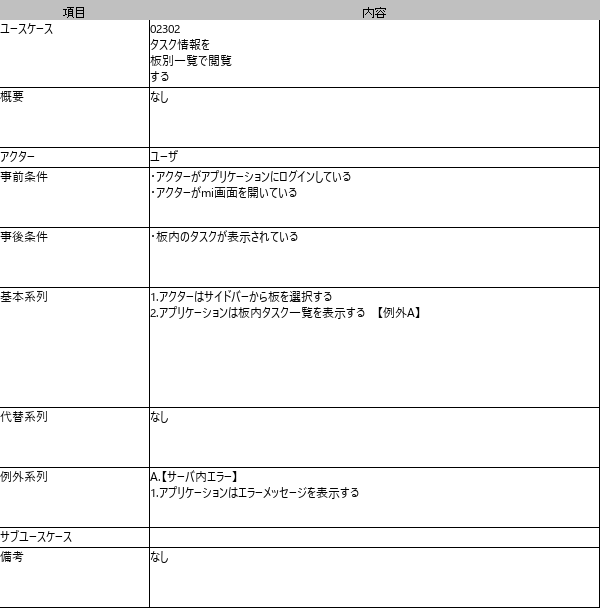 項目 内容
ユースケース 02302
タスク情報を
板別一覧で閲覧
する
概要 なし
アクター ユーザ
事前条件 ・アクターがアプリケーションにログインしている
・アクターがmi画面を開いている
事後条件 ・板内のタスクが表示されている
基本系列 1.アクターはサイドバーから板を選択する
2.アプリケーションは板内タスク一覧を表示する　【例外A】
代替系列 なし
例外系列 A.【サーバ内エラー】
1.アプリケーションはエラーメッセージを表示する
サブユースケース
備考 なし